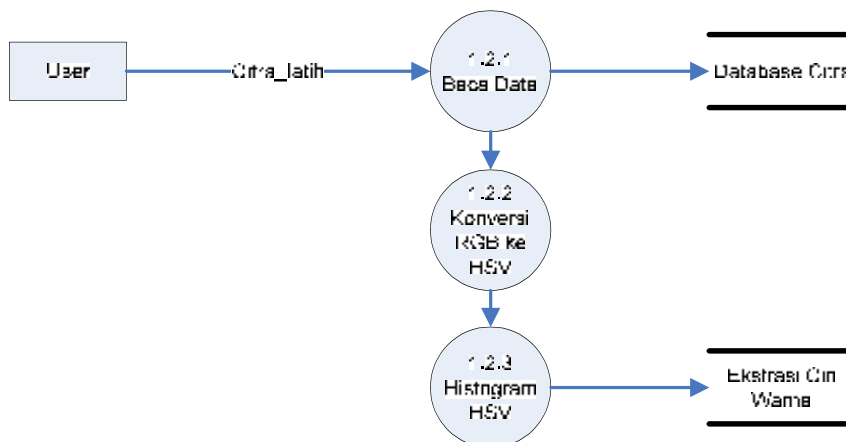 User
Citra_latih
1.2.1
Baca Data
Database Citra
1.2.2
Konversi
RGB ke
HSV
1.2.3
Histogram
HSV
Ekstrasi Ciri
Warna